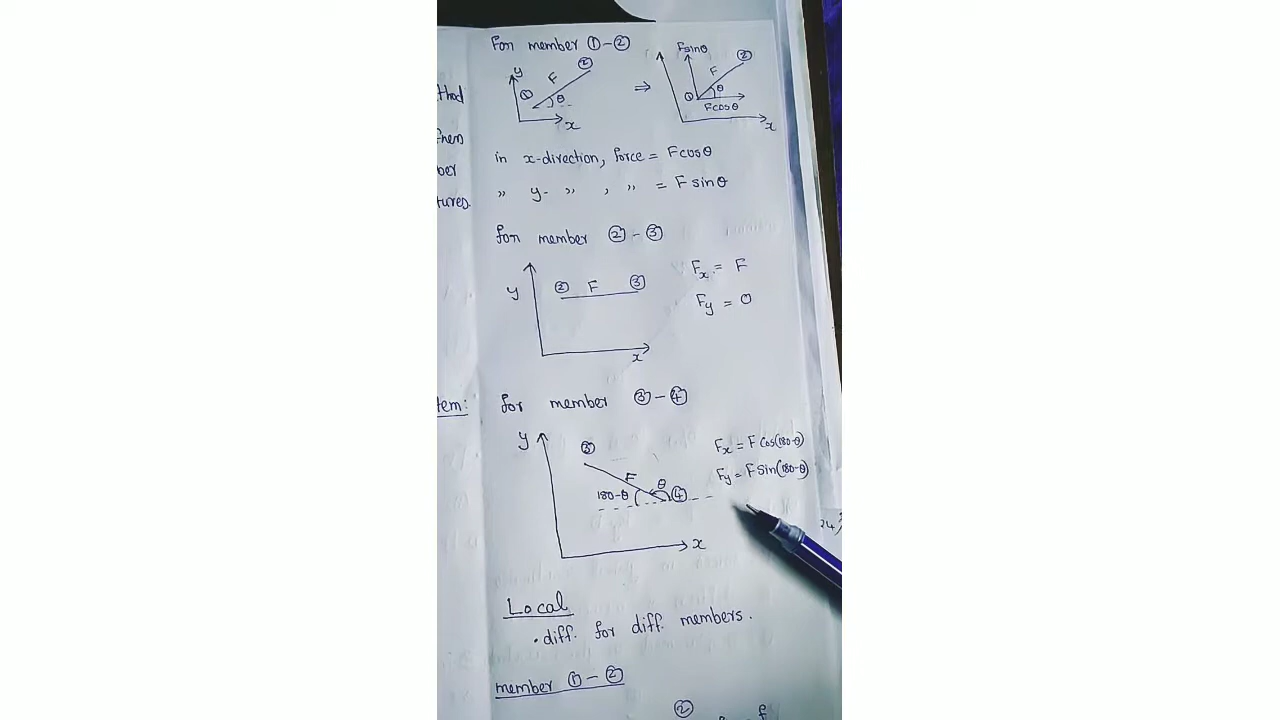 For member ①-②
y F ② ① θ x ⇒ Fsinθ F ② ① θ Fcosθ x
thod
in x-direction, force = Fcosθ
ber
" y- " , " = F sinθ
tures.
for member ②-③
y ② F ③ x
Fx = F
Fy = 0
tem: for member ③-④
y ③ F θ ④ 180-θ x
Fx = F Cos(180-θ)
Fy = F Sin(180-θ)
24
Local
• diff. for diff. members.
member ①-②
②